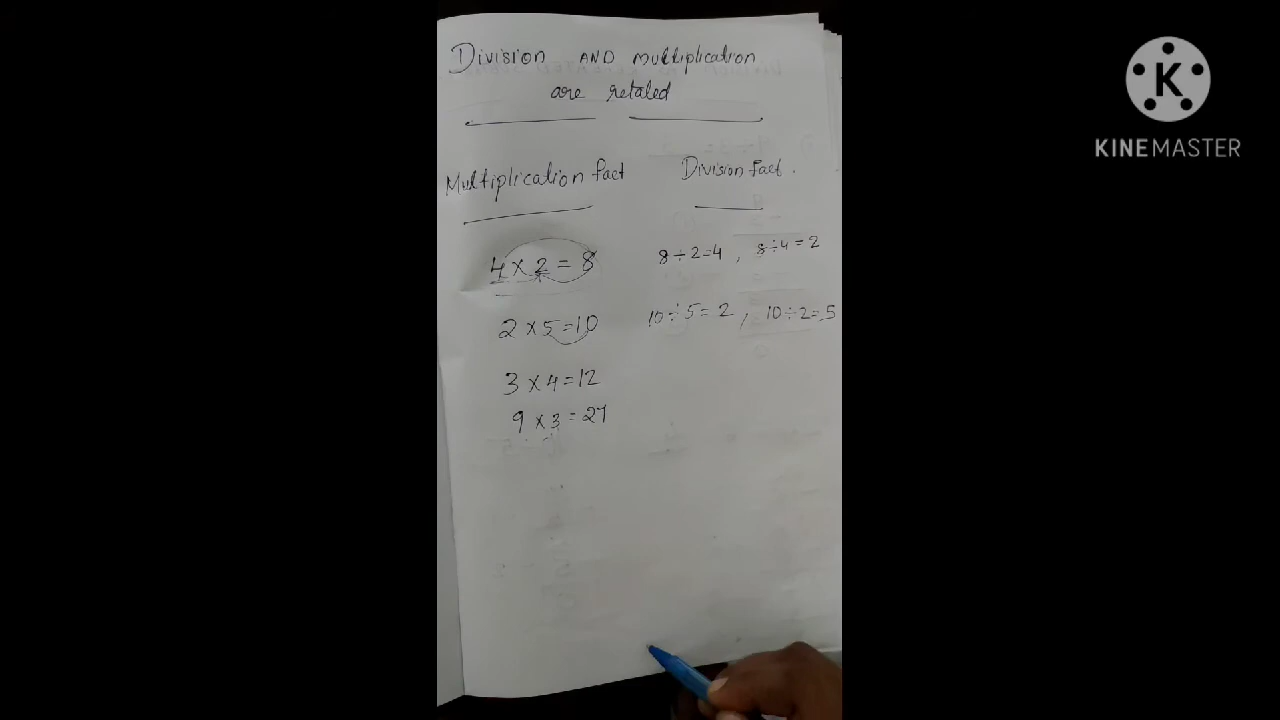 Division AND multiplication
are retaled
Multiplication fact Division Fact.
4 × 2 = 8 8 ÷ 2 = 4, 8 ÷ 4 = 2
2 × 5 = 10 10 ÷ 5 = 2, 10 ÷ 2 = 5
3 × 4 = 12
9 × 3 = 27
K
KINEMASTER